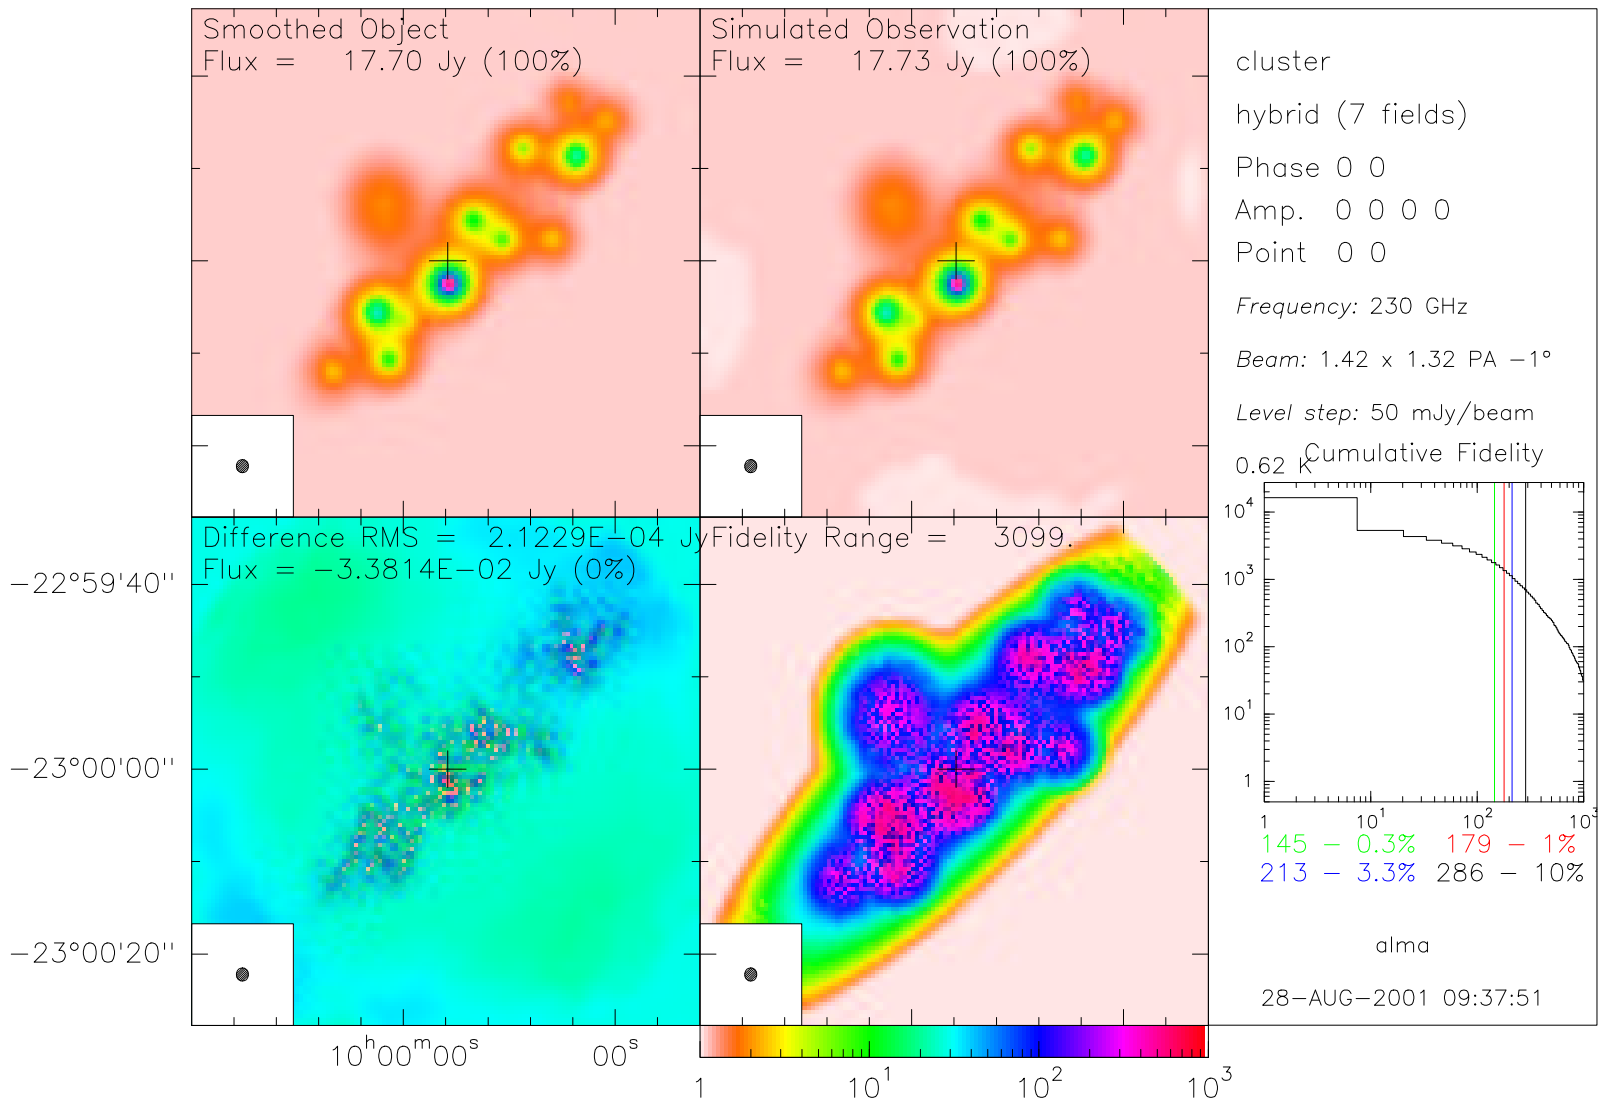 Smoothed Object
Flux = 17.70 Jy (100%)
Simulated Observation
Flux = 17.73 Jy (100%)
cluster
hybrid (7 fields)
Phase 0 0
Amp. 0 0 0 0
Point 0 0
Frequency: 230 GHz
Beam: 1.42 x 1.32 PA −1°
Level step: 50 mJy/beam
0.62 K
Cumulative Fidelity
10⁴
10³
10²
10¹
1
1 10¹ 10² 10³
145 − 0.3% 179 − 1%
213 − 3.3% 286 − 10%
alma
28−AUG−2001 09:37:51
Difference RMS = 2.1229E−04 Jy
Flux = −3.3814E−02 Jy (0%)
Fidelity Range = 3099.
−22°59'40''
−23°00'00''
−23°00'20''
10ʰ00ᵐ00ˢ 00ˢ
1 10¹ 10² 10³